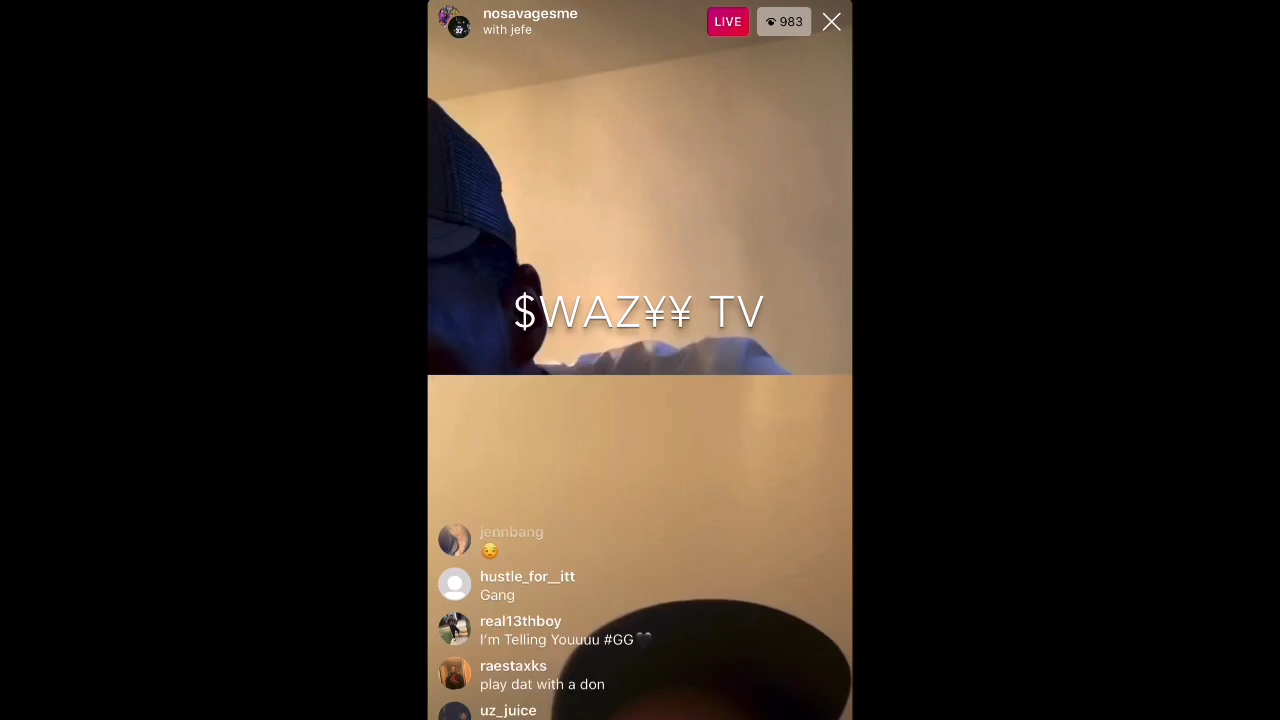 nosavagesme
with jefe
LIVE
983
$WAZ¥¥ TV
jennbang
😒
hustle_for__itt
Gang
real13thboy
I'm Telling Youuuu #GG🖤
raestaxks
play dat with a don
uz_juice